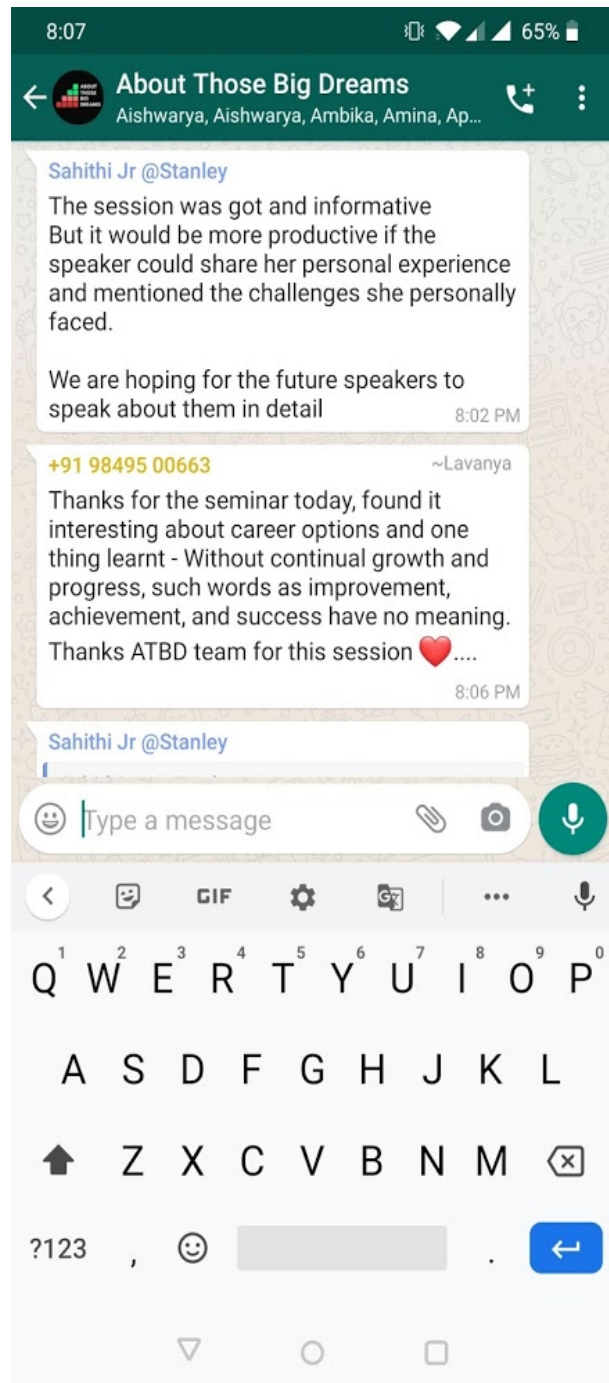 8:07 65%
About Those Big Dreams
Aishwarya, Aishwarya, Ambika, Amina, Ap...
Sahithi Jr @Stanley
The session was got and informative
But it would be more productive if the
speaker could share her personal experience
and mentioned the challenges she personally
faced.
We are hoping for the future speakers to
speak about them in detail
8:02 PM
+91 98495 00663 ~Lavanya
Thanks for the seminar today, found it
interesting about career options and one
thing learnt - Without continual growth and
progress, such words as improvement,
achievement, and success have no meaning.
Thanks ATBD team for this session ❤️....
8:06 PM
Sahithi Jr @Stanley
Type a message
GIF
1 2 3 4 5 6 7 8 9 0
Q W E R T Y U I O P
A S D F G H J K L
Z X C V B N M
?123 , .